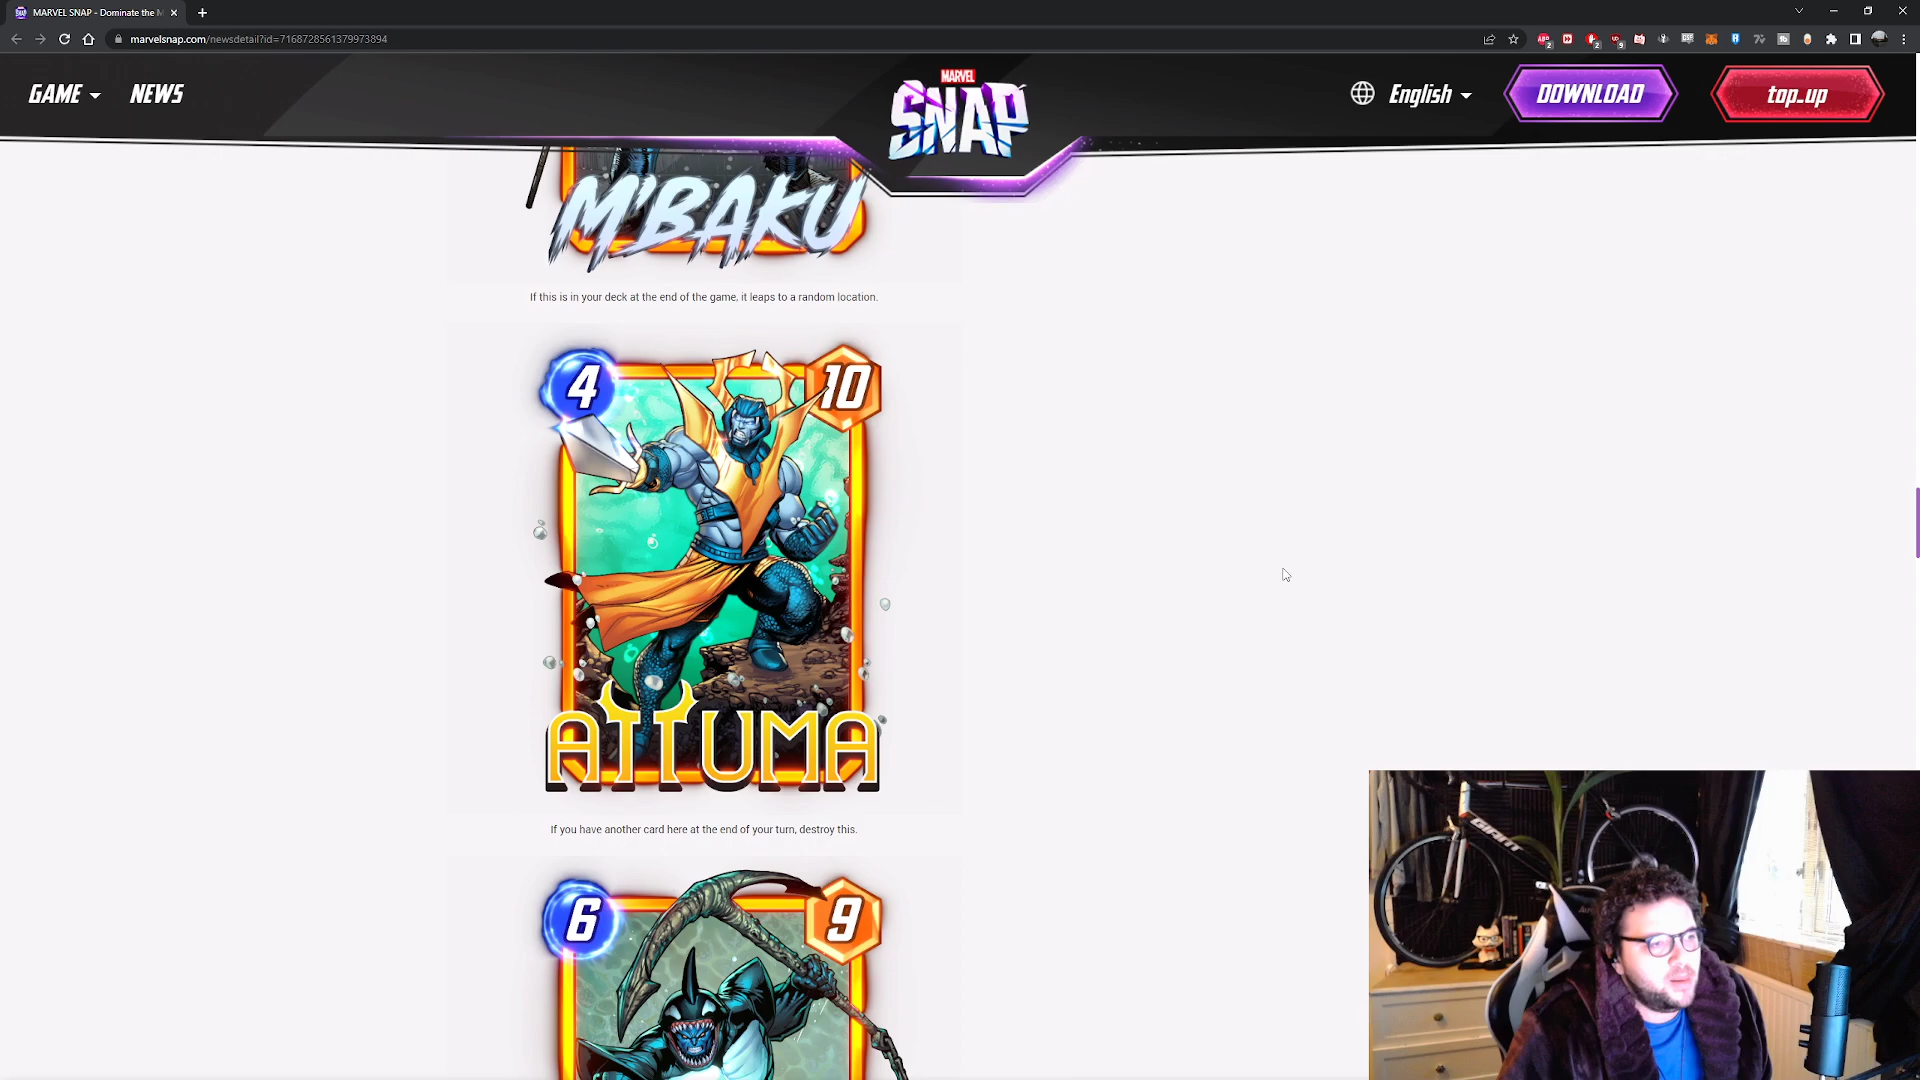 MARVEL SNAP - Dominate the M
marvelsnap.com/newsdetail?id=7168728561379973894
GAME
NEWS
MARVEL
SNAP
English
DOWNLOAD
top_up
M'BAKU
If this is in your deck at the end of the game, it leaps to a random location.
4
10
ATTUMA
If you have another card here at the end of your turn, destroy this.
6
9
GIANT